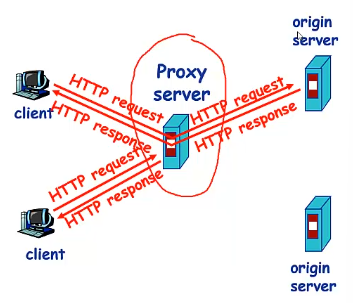 origin
server
Proxy
server
HTTP request
HTTP response
HTTP request
HTTP response
client
HTTP request
HTTP response
client
origin
server